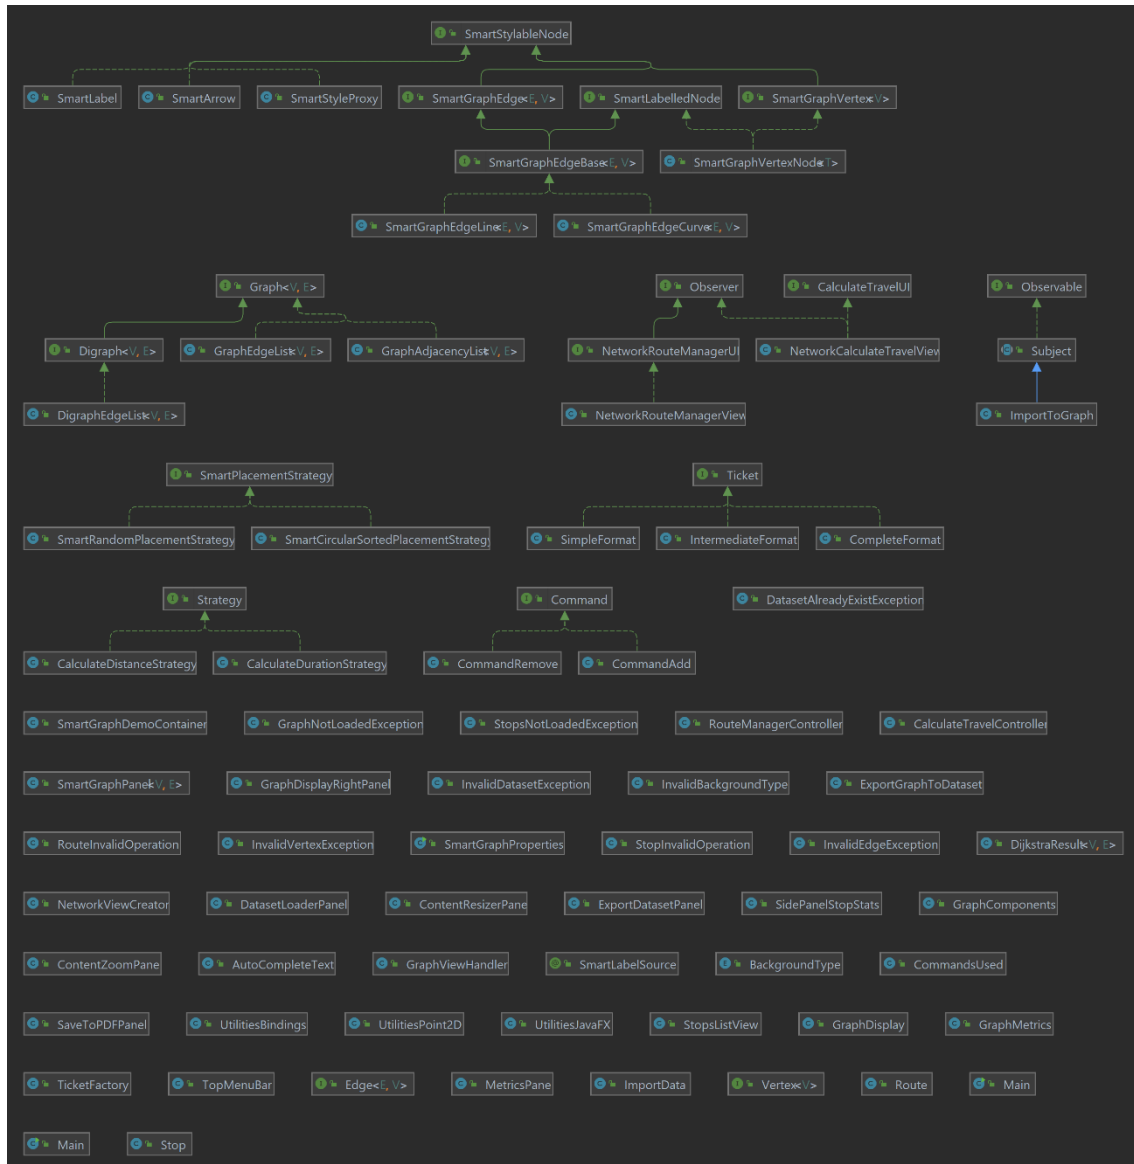 SmartStylableNode
SmartLabel SmartArrow SmartStyleProxy SmartGraphEdge<E, V> SmartLabelledNode SmartGraphVertex<V>
SmartGraphEdgeBase<E, V> SmartGraphVertexNode<T>
SmartGraphEdgeLine<E, V> SmartGraphEdgeCurve<E, V>
Graph<V, E> Observer CalculateTravelUI Observable
Digraph<V, E> GraphEdgeList<V, E> GraphAdjacencyList<V, E> NetworkRouteManagerUI NetworkCalculateTravelView Subject
DigraphEdgeList<V, E> NetworkRouteManagerView ImportToGraph
SmartPlacementStrategy Ticket
SmartRandomPlacementStrategy SmartCircularSortedPlacementStrategy SimpleFormat IntermediateFormat CompleteFormat
Strategy Command DatasetAlreadyExistException
CalculateDistanceStrategy CalculateDurationStrategy CommandRemove CommandAdd
SmartGraphDemoContainer GraphNotLoadedException StopsNotLoadedException RouteManagerController CalculateTravelController
SmartGraphPanel<V, E> GraphDisplayRightPanel InvalidDatasetException InvalidBackgroundType ExportGraphToDataset
RouteInvalidOperation InvalidVertexException SmartGraphProperties StopInvalidOperation InvalidEdgeException DijkstraResult<V, E>
NetworkViewCreator DatasetLoaderPanel ContentResizerPane ExportDatasetPanel SidePanelStopStats GraphComponents
ContentZoomPane AutoCompleteText GraphViewHandler SmartLabelSource BackgroundType CommandsUsed
SaveToPDFPanel UtilitiesBindings UtilitiesPoint2D UtilitiesJavaFX StopsListView GraphDisplay GraphMetrics
TicketFactory TopMenuBar Edge<E, V> MetricsPane ImportData Vertex<V> Route Main
Main Stop